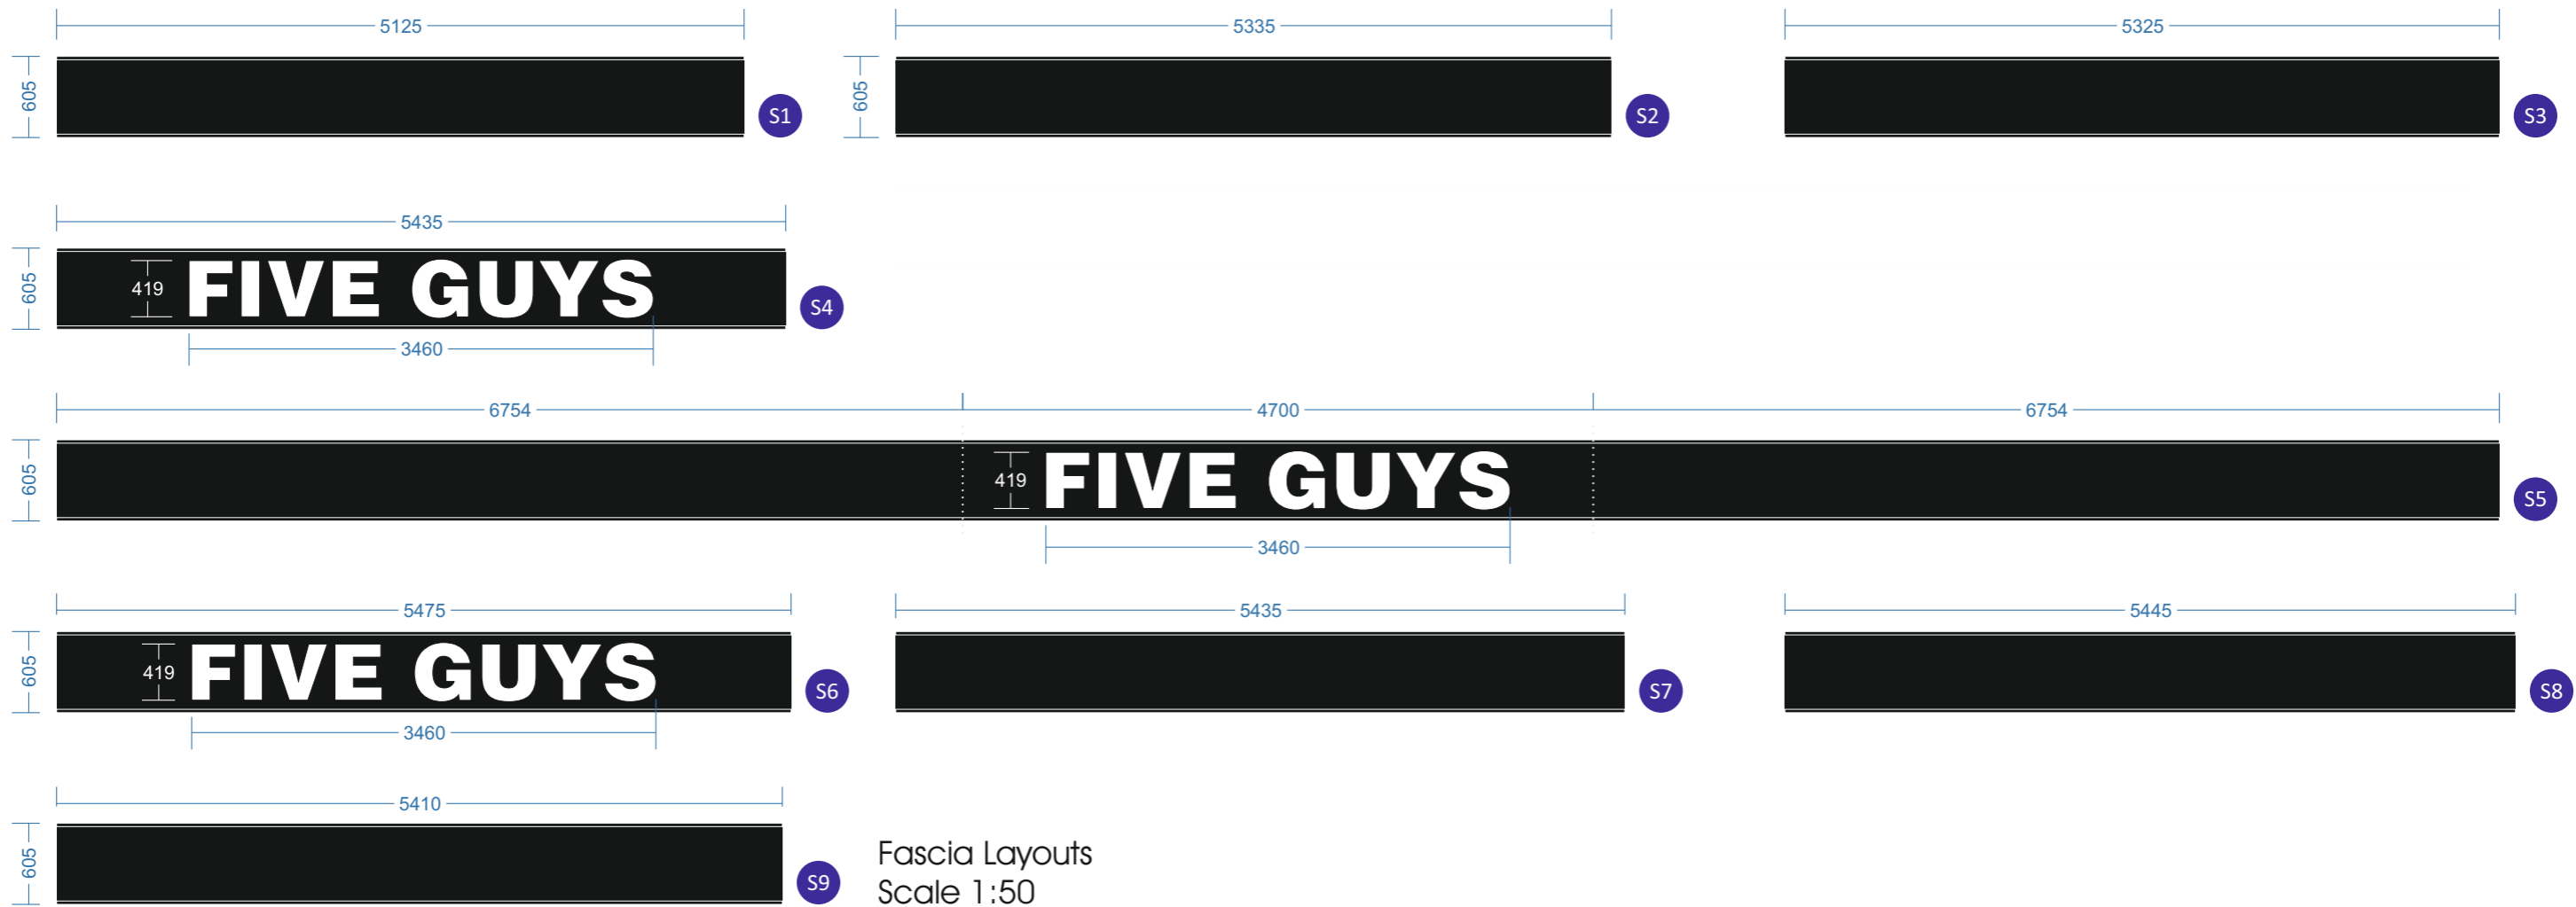 5125 5335 5325
605 S1 605 S2 S3
5435
605 419 FIVE GUYS S4
3460
6754 4700 6754
605 419 FIVE GUYS S5
3460
5475 5435 5445
605 419 FIVE GUYS S6 S7 S8
3460
5410
605 S9
Fascia Layouts
Scale 1:50